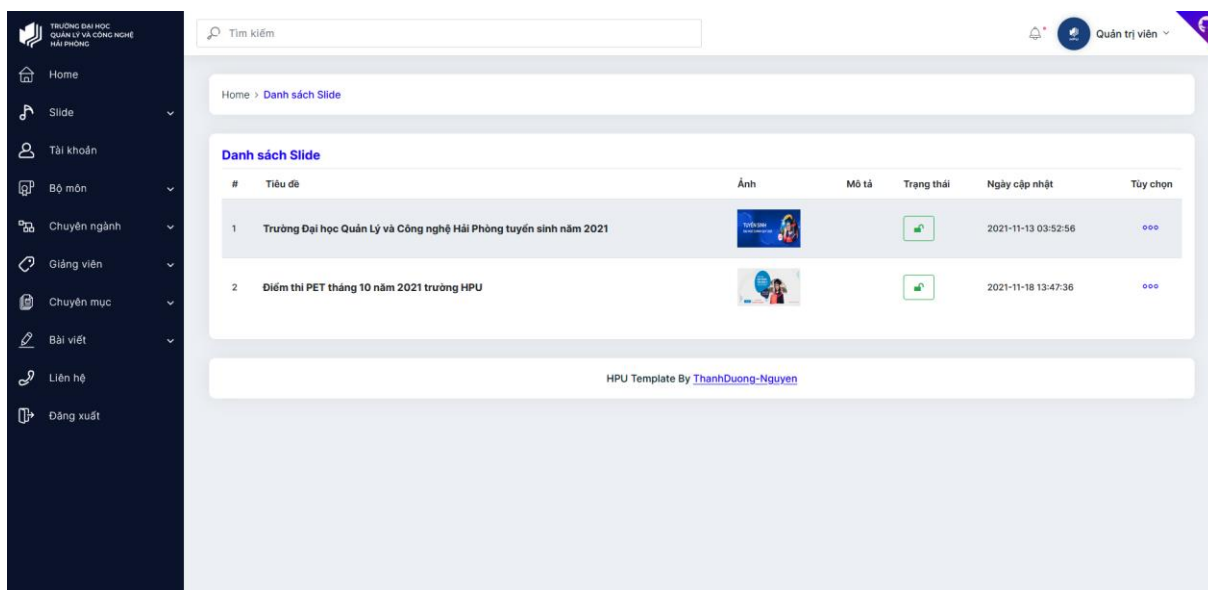 TRƯỜNG ĐẠI HỌC
QUẢN LÝ VÀ CÔNG NGHỆ
HẢI PHÒNG
Tìm kiếm
Quản trị viên
Home
Slide
Tài khoản
Bộ môn
Chuyên ngành
Giảng viên
Chuyên mục
Bài viết
Liên hệ
Đăng xuất
Home > Danh sách Slide
Danh sách Slide
# Tiêu đề Ảnh Mô tả Trạng thái Ngày cập nhật Tùy chọn
1 Trường Đại học Quản Lý và Công nghệ Hải Phòng tuyển sinh năm 2021 TUYỂN SINH 2021-11-13 03:52:56
2 Điểm thi PET tháng 10 năm 2021 trường HPU 2021-11-18 13:47:36
HPU Template By ThanhDuong-Nguyen